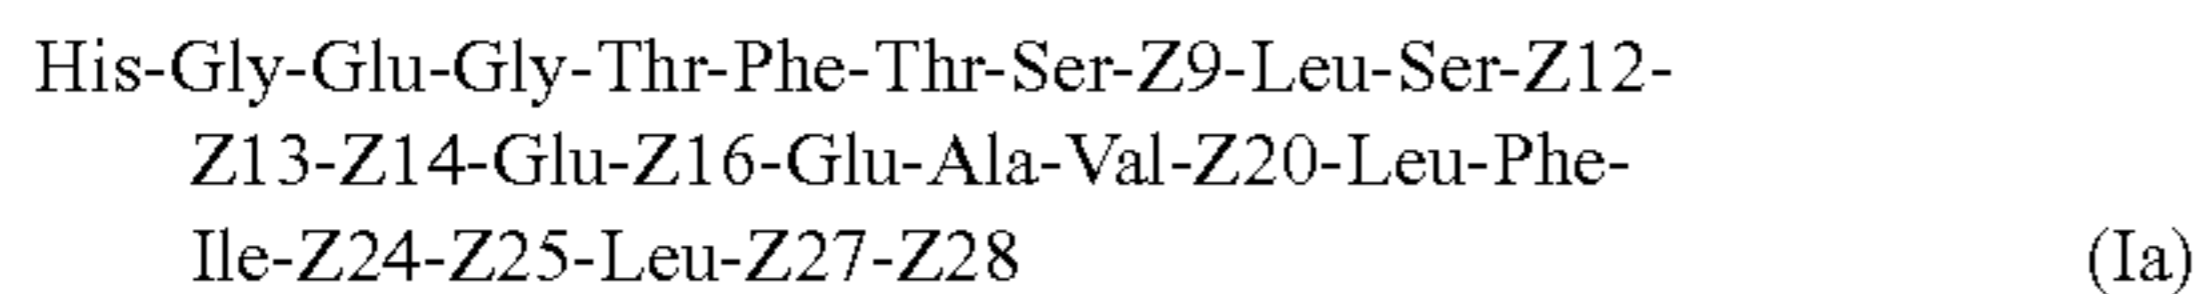 His-Gly-Glu-Gly-Thr-Phe-Thr-Ser-Z9-Leu-Ser-Z12-
Z13-Z14-Glu-Z16-Glu-Ala-Val-Z20-Leu-Phe-
Ile-Z24-Z25-Leu-Z27-Z28 (Ia)